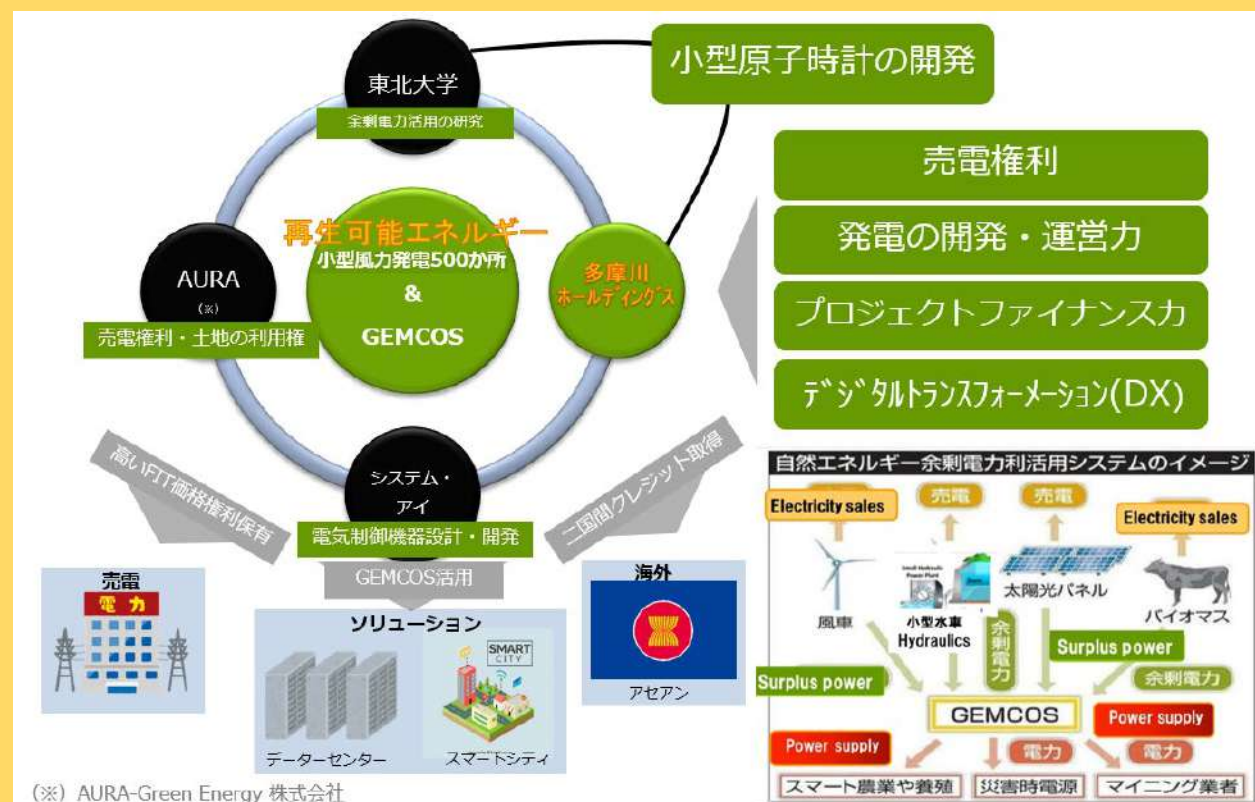 小型原子時計の開発
東北大学
余剰電力活用の研究
再生可能エネルギー
小型風力発電500か所
&
GEMCOS
AURA
(※)
売電権利・土地の利用権
多摩川
ホールディングス
システム・
アイ
電気制御機器設計・開発
売電権利
発電の開発・運営力
プロジェクトファイナンス力
デジタルトランスフォーメーション(DX)
高いFIT価格権利保有
GEMCOS活用
二国間クレジット取得
売電
電力
ソリューション
データーセンター
SMART
CITY
スマートシティ
海外
アセアン
自然エネルギー余剰電力利活用システムのイメージ
Electricity sales
売電
売電
Electricity sales
風車
Small Hydraulic
Power Plant
小型水車
Hydraulics
太陽光パネル
バイオマス
余剰電力
Surplus power
Surplus power
余剰電力
GEMCOS
Power supply
Power supply
電力
電力
スマート農業や養殖
災害時電源
マイニング業者
(※) AURA-Green Energy 株式会社